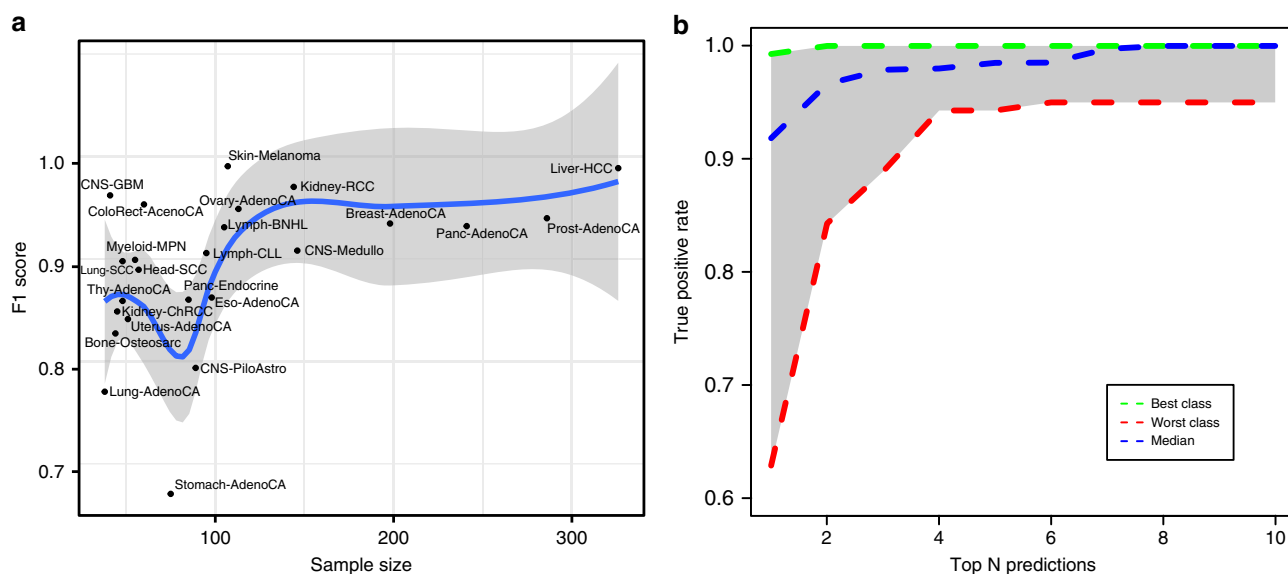 a
F1 score
1.0
0.9
0.8
0.7
Skin-Melanoma
Liver-HCC
CNS-GBM
Kidney-RCC
ColoRect-AcenoCA
Ovary-AdenoCA
Breast-AdenoCA
Lymph-BNHL
Panc-AdenoCA
Prost-AdenoCA
Myeloid-MPN
Lymph-CLL
CNS-Medullo
Lung-SCC
Head-SCC
Thy-AdenoCA
Panc-Endocrine
Eso-AdenoCA
Kidney-ChRCC
Uterus-AdenoCA
Bone-Osteosarc
CNS-PiloAstro
Lung-AdenoCA
Stomach-AdenoCA
100
200
300
Sample size
b
True positive rate
1.0
0.9
0.8
0.7
0.6
Best class
Worst class
Median
2
4
6
8
10
Top N predictions